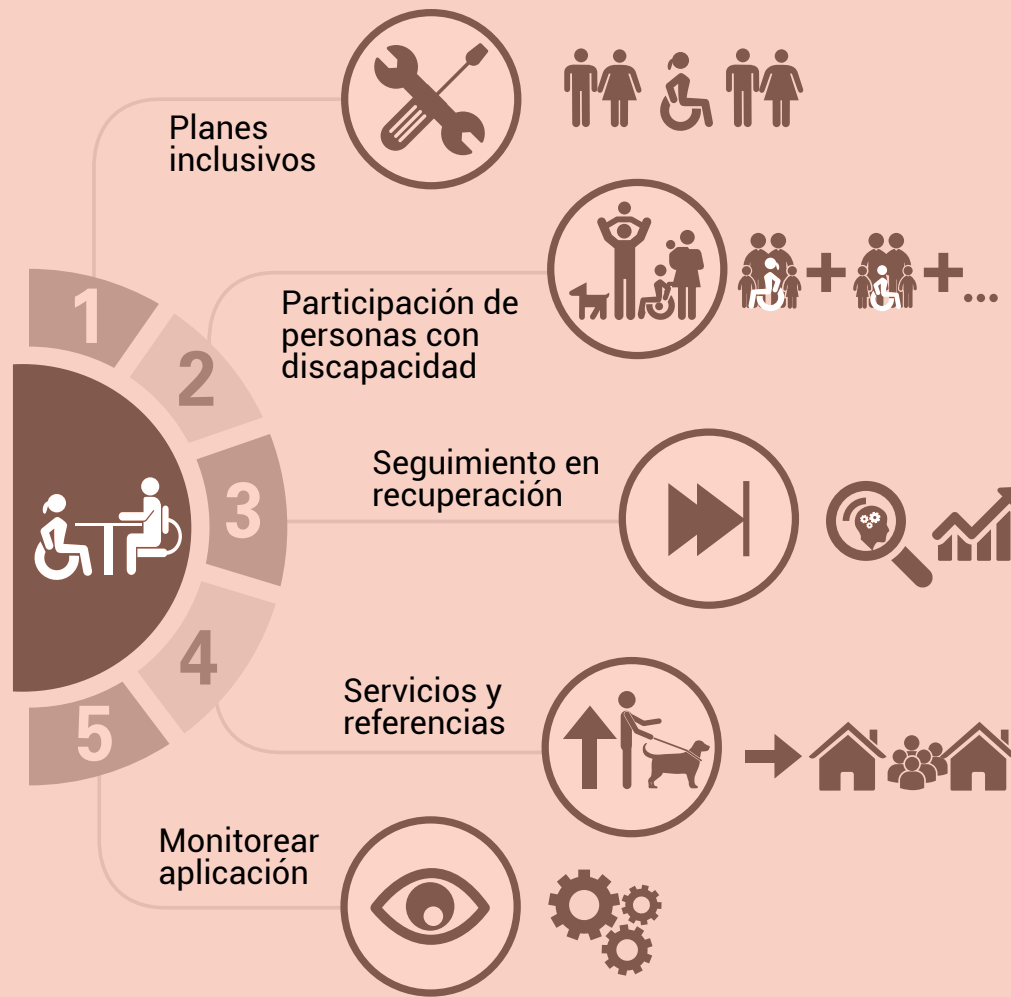 1
Planes
inclusivos
2
Participación de
personas con
discapacidad
3
Seguimiento en
recuperación
4
Servicios y
referencias
5
Monitorear
aplicación